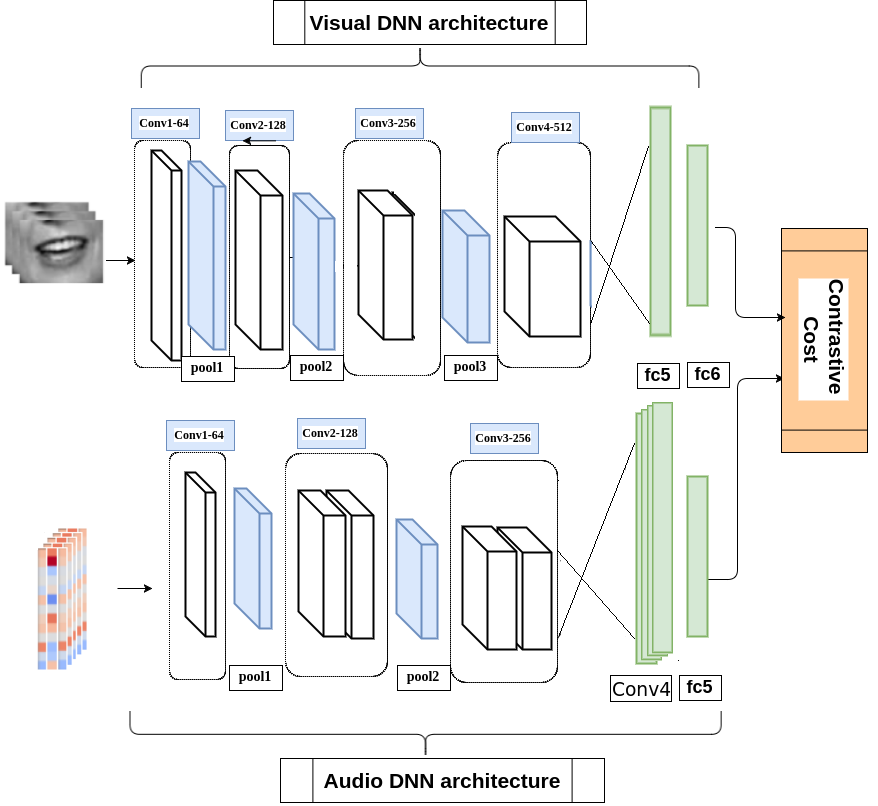 Visual DNN architecture
Conv1-64
Conv2-128
Conv3-256
Conv4-512
pool1
pool2
pool3
fc5
fc6
Contrastive
Cost
Conv1-64
Conv2-128
Conv3-256
pool1
pool2
Conv4
fc5
Audio DNN architecture